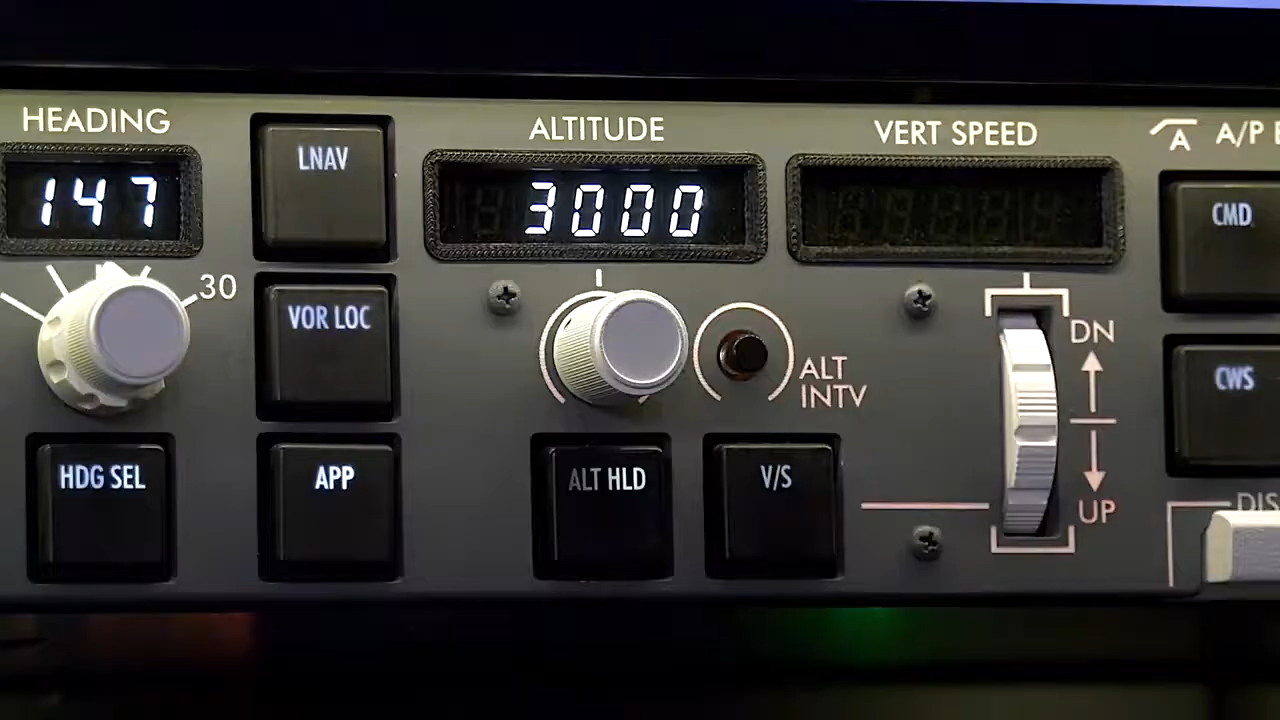 HEADING
ALTITUDE
VERT SPEED
A/P
147
LNAV
3000
CMD
30
VOR LOC
ALT
INTV
DN
CWS
HDG SEL
APP
ALT HLD
V/S
UP
DIS